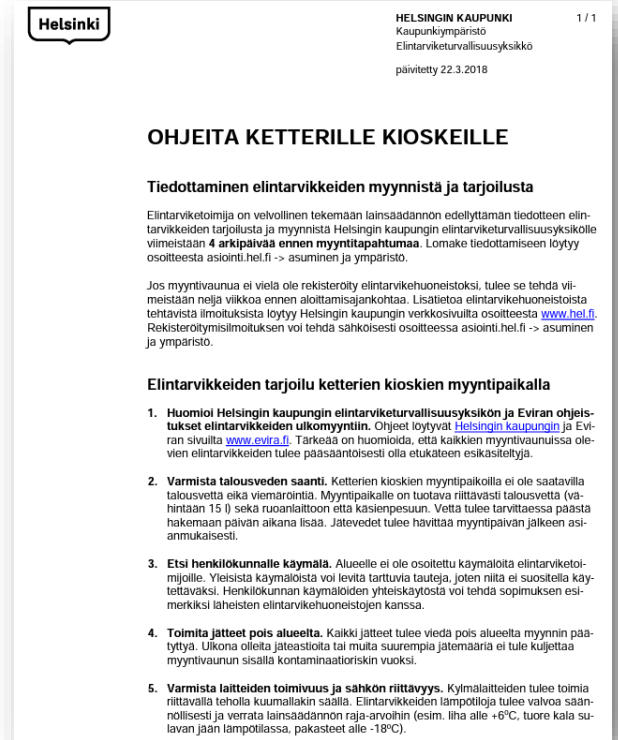 Helsinki
HELSINGIN KAUPUNKI 1 / 1
Kaupunkiympäristö
Elintarviketurvallisuusyksikkö
päivitetty 22.3.2018
OHJEITA KETTERILLE KIOSKEILLE
Tiedottaminen elintarvikkeiden myynnistä ja tarjoilusta
Elintarviketoimija on velvollinen tekemään lainsäädännön edellyttämän tiedotteen elin-
tarvikkeiden tarjoilusta ja myynnistä Helsingin kaupungin elintarviketurvallisuusyksikölle
viimeistään 4 arkipäivää ennen myyntitapahtumaa. Lomake tiedottamiseen löytyy
osoitteesta asiointi.hel.fi -> asuminen ja ympäristö.
Jos myyntivaunua ei vielä ole rekisteröity elintarvikehuoneistoksi, tulee se tehdä vii-
meistään neljä viikkoa ennen aloittamisajankohtaa. Lisätietoa elintarvikehuoneistoista
tehtävistä ilmoituksista löytyy Helsingin kaupungin verkkosivuilta osoitteesta www.hel.fi.
Rekisteröitymisilmoituksen voi tehdä sähköisesti osoitteessa asiointi.hel.fi -> asuminen
ja ympäristö.
Elintarvikkeiden tarjoilu ketterien kioskien myyntipaikalla
1. Huomioi Helsingin kaupungin elintarviketurvallisuusyksikön ja Eviran ohjeis-
tukset elintarvikkeiden ulkomyyntiin. Ohjeet löytyvät Helsingin kaupungin ja Evi-
ran sivuilta www.evira.fi. Tärkeää on huomioida, että kaikkien myyntivaunuissa ole-
vien elintarvikkeiden tulee pääsääntöisesti olla etukäteen esikäsiteltyjä.
2. Varmista talousveden saanti. Ketterien kioskien myyntipaikoilla ei ole saatavilla
talousvettä eikä viemäröintiä. Myyntipaikalle on tuotava riittävästi talousvettä (vä-
hintään 15 l) sekä ruoanlaittoon että käsienpesuun. Vettä tulee tarvittaessa päästä
hakemaan päivän aikana lisää. Jätevedet tulee hävittää myyntipäivän jälkeen asi-
anmukaisesti.
3. Etsi henkilökunnalle käymälä. Alueelle ei ole osoitettu käymälöitä elintarviketoi-
mijoille. Yleisistä käymälöistä voi levitä tarttuvia tauteja, joten niitä ei suositella käy-
tettäväksi. Henkilökunnan käymälöiden yhteiskäytöstä voi tehdä sopimuksen esi-
merkiksi läheisten elintarvikehuoneistojen kanssa.
4. Toimita jätteet pois alueelta. Kaikki jätteet tulee viedä pois alueelta myynnin pää-
tyttyä. Ulkona olleita jäteastioita tai muita suurempia jätemääriä ei tule kuljettaa
myyntivaunun sisällä kontaminaatioriskin vuoksi.
5. Varmista laitteiden toimivuus ja sähkön riittävyys. Kylmälaitteiden tulee toimia
riittävällä teholla kuumallakin säällä. Elintarvikkeiden lämpötiloja tulee valvoa sään-
nöllisesti ja verrata lainsäädännön raja-arvoihin (esim. liha alle +6ºC, tuore kala su-
lavan jään lämpötilassa, pakasteet alle -18ºC).